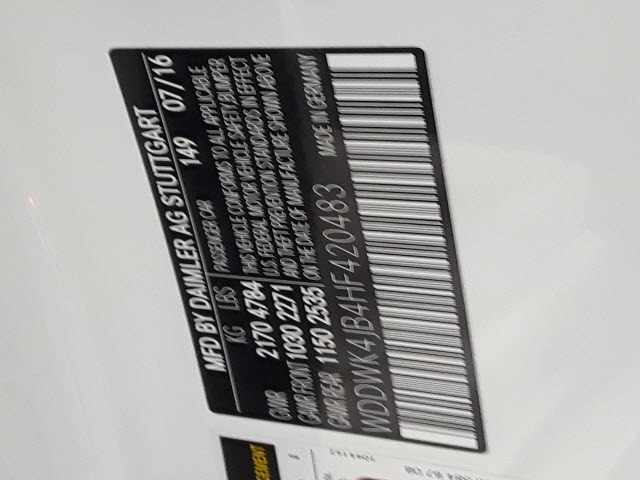 MFD BY DAIMLER AG STUTTGART
149 07/16
KG LBS PASSENGER CAR
GVWR 2170 4784 THIS VEHICLE CONFORMS TO ALL APPLICABLE
GAWR FRONT 1030 2271 U.S. FEDERAL MOTOR VEHICLE SAFETY, BUMPER
GAWR REAR 1150 2535 AND THEFT PREVENTION STANDARDS IN EFFECT
ON THE DATE OF MANUFACTURE SHOWN ABOVE
WDDWK4JB4HF420483 MADE IN GERMANY